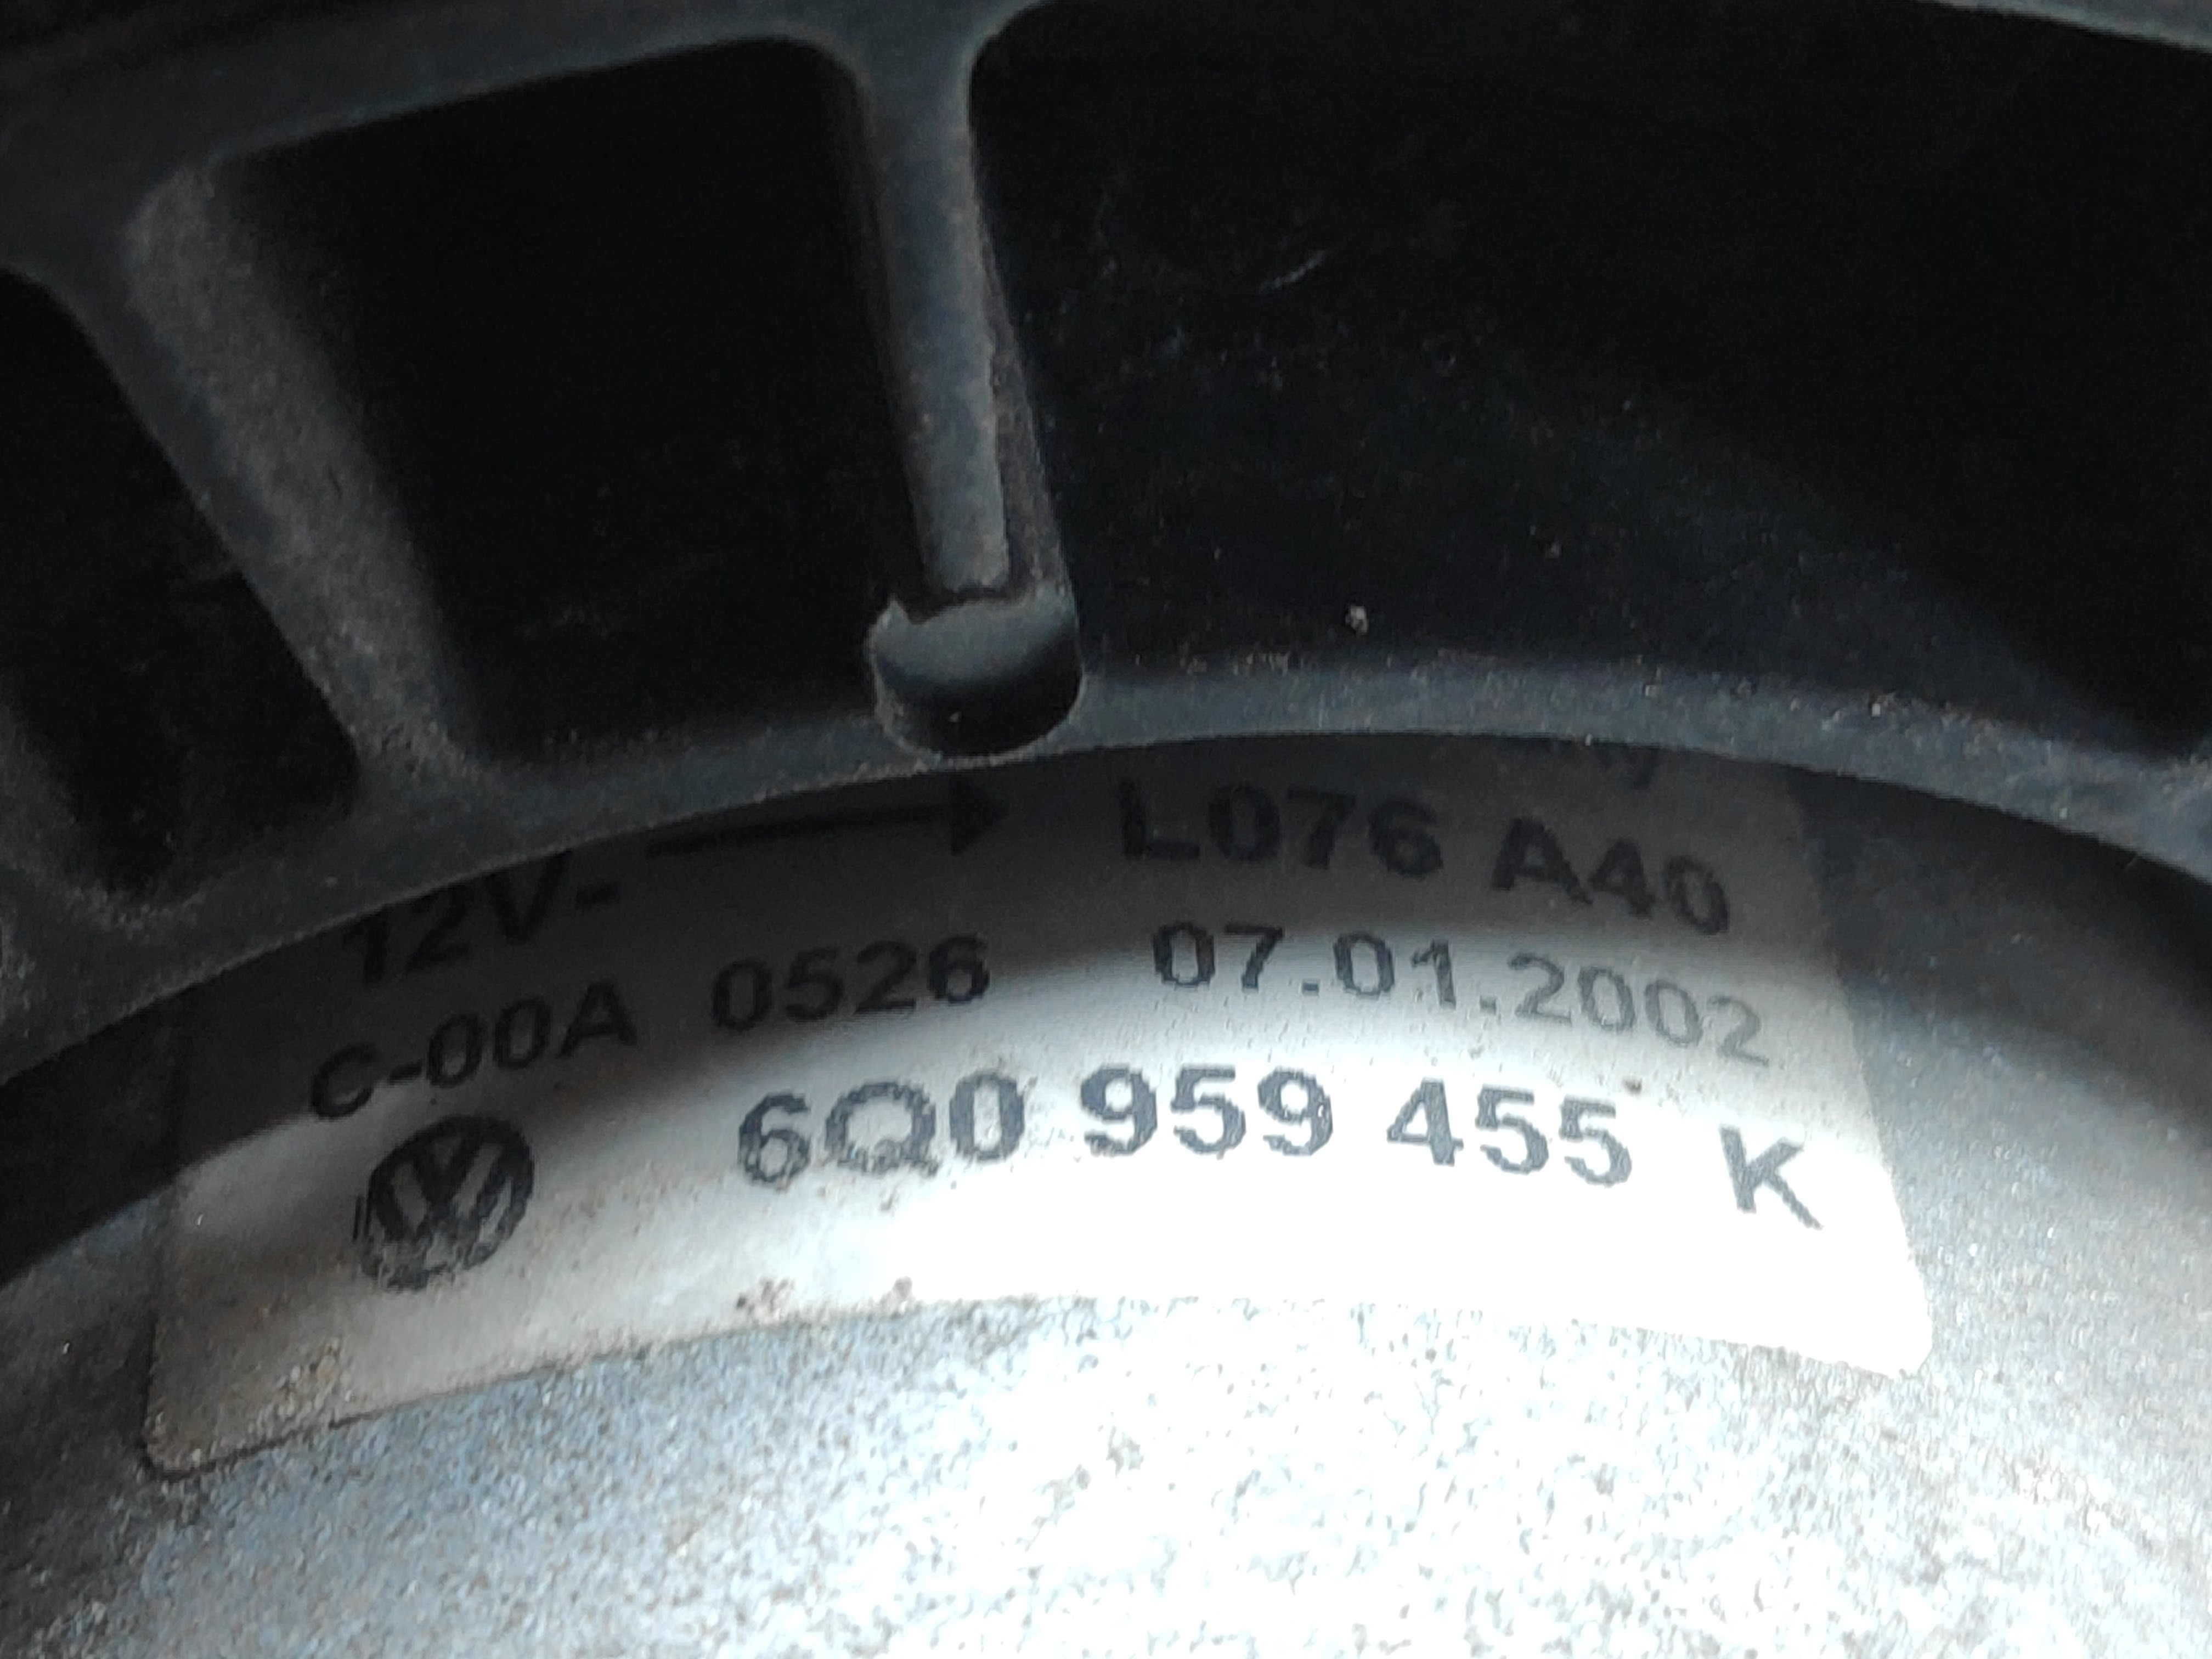 12V- L076 A40
C-00A 0526 07.01.2002
6Q0 959 455 K